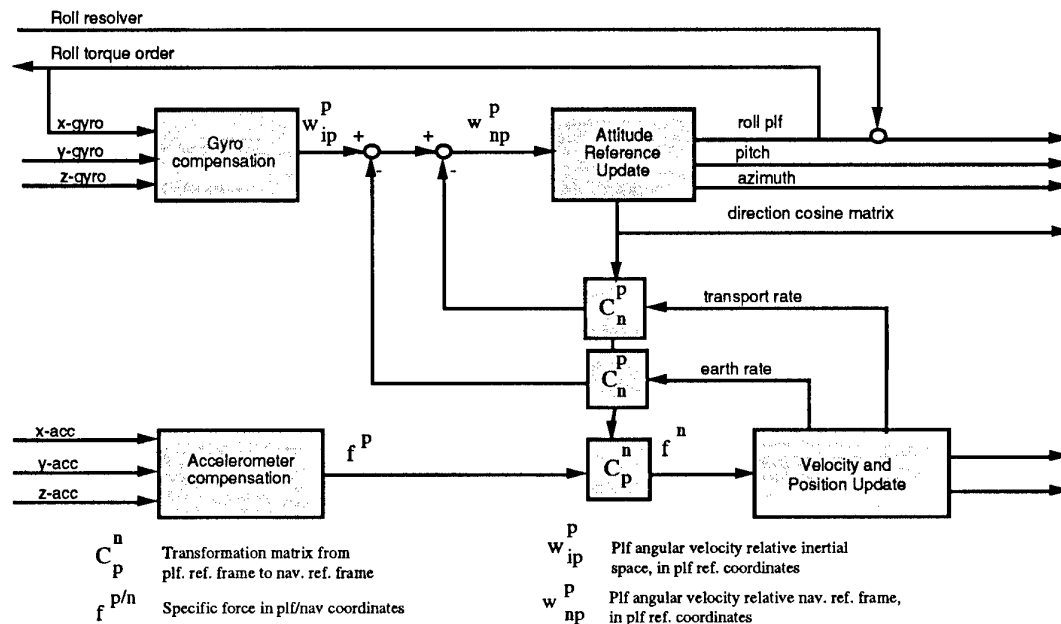 Roll resolver
Roll torque order
x-gyro
y-gyro
z-gyro
Gyro
compensation
w p ip
+
-
+
-
w p np
Attitude
Reference
Update
roll plf
pitch
azimuth
direction cosine matrix
C p n
transport rate
C p n
earth rate
x-acc
y-acc
z-acc
Accelerometer
compensation
f p
C n p
f n
Velocity and
Position Update
C n p Transformation matrix from
plf. ref. frame to nav. ref. frame
f p/n Specific force in plf/nav coordinates
w p ip Plf angular velocity relative inertial
space, in plf ref. coordinates
w p np Plf angular velocity relative nav. ref. frame,
in plf ref. coordinates